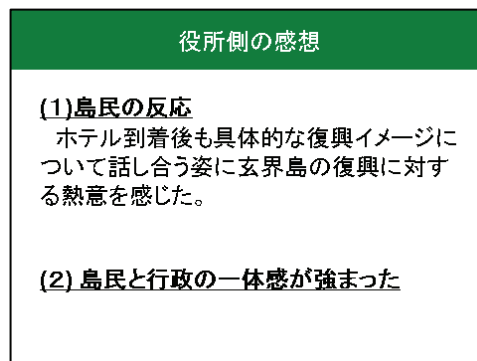 役所側の感想
(1)島民の反応
ホテル到着後も具体的な復興イメージに
ついて話し合う姿に玄界島の復興に対す
る熱意を感じた。
(2) 島民と行政の一体感が強まった